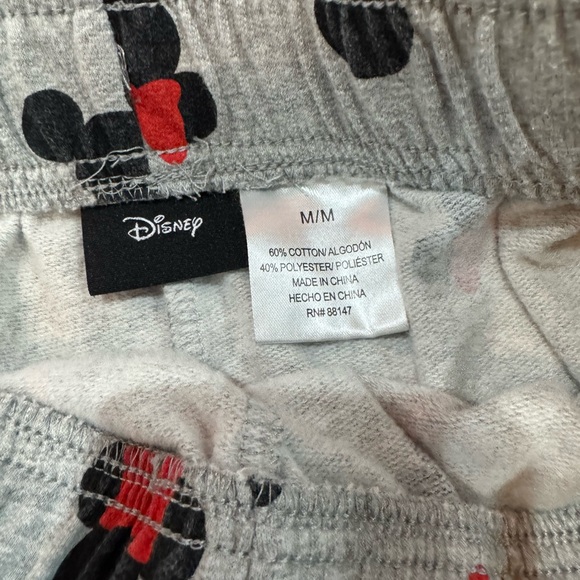 Disney
M/M
60% COTTON/ALGODÓN
40% POLYESTER/POLIÉSTER
MADE IN CHINA
HECHO EN CHINA
RN# 88147